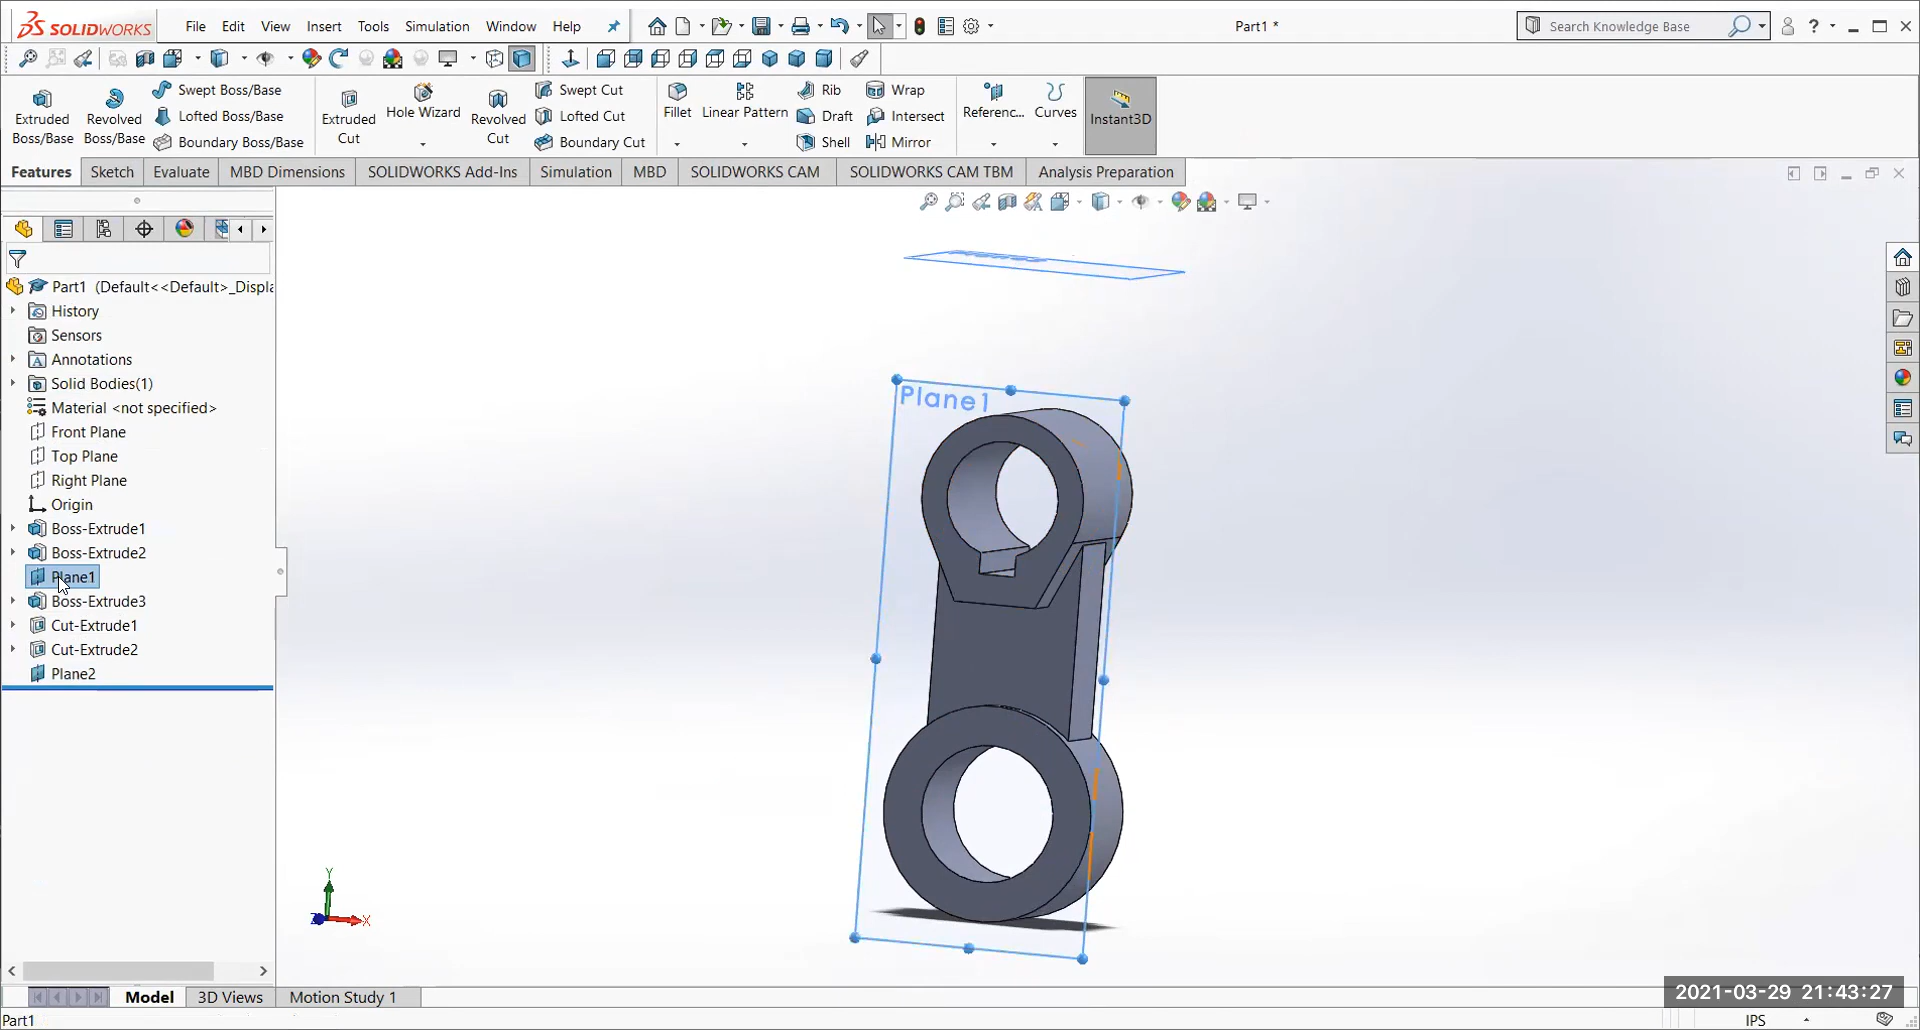 SOLIDWORKS File Edit View Insert Tools Simulation Window Help Part1 * Search Knowledge Base ?
Extruded Boss/Base
Revolved Boss/Base
Swept Boss/Base
Lofted Boss/Base
Boundary Boss/Base
Extruded Cut
Hole Wizard
Revolved Cut
Swept Cut
Lofted Cut
Boundary Cut
Fillet
Linear Pattern
Rib
Draft
Shell
Wrap
Intersect
Mirror
Referenc...
Curves
Instant3D
Features Sketch Evaluate MBD Dimensions SOLIDWORKS Add-Ins Simulation MBD SOLIDWORKS CAM SOLIDWORKS CAM TBM Analysis Preparation
Part1 (Default<<Default>_Displa
History
Sensors
Annotations
Solid Bodies(1)
Material <not specified>
Front Plane
Top Plane
Right Plane
Origin
Boss-Extrude1
Boss-Extrude2
Plane1
Boss-Extrude3
Cut-Extrude1
Cut-Extrude2
Plane2
Plane1
Y
X
Model 3D Views Motion Study 1
2021-03-29 21:43:27
Part1 IPS